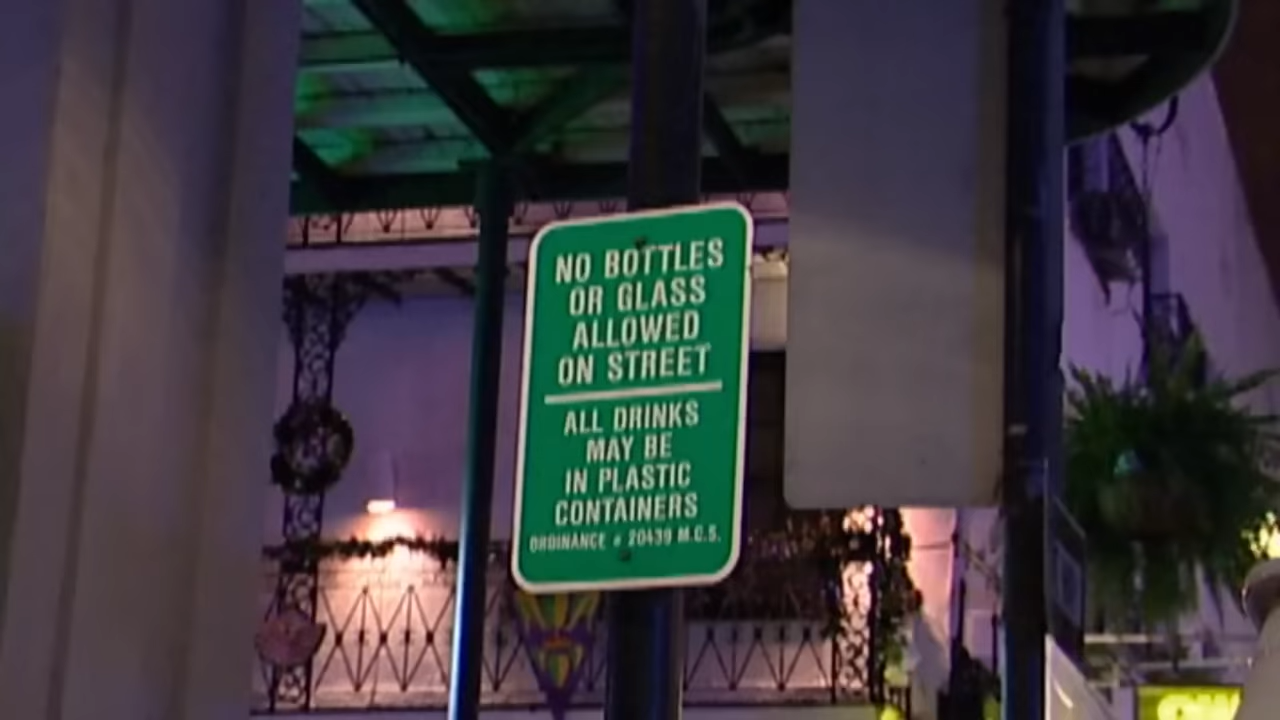 NO BOTTLES
OR GLASS
ALLOWED
ON STREET
ALL DRINKS
MAY BE
IN PLASTIC
CONTAINERS
ORDINANCE # 20439 M.C.S.